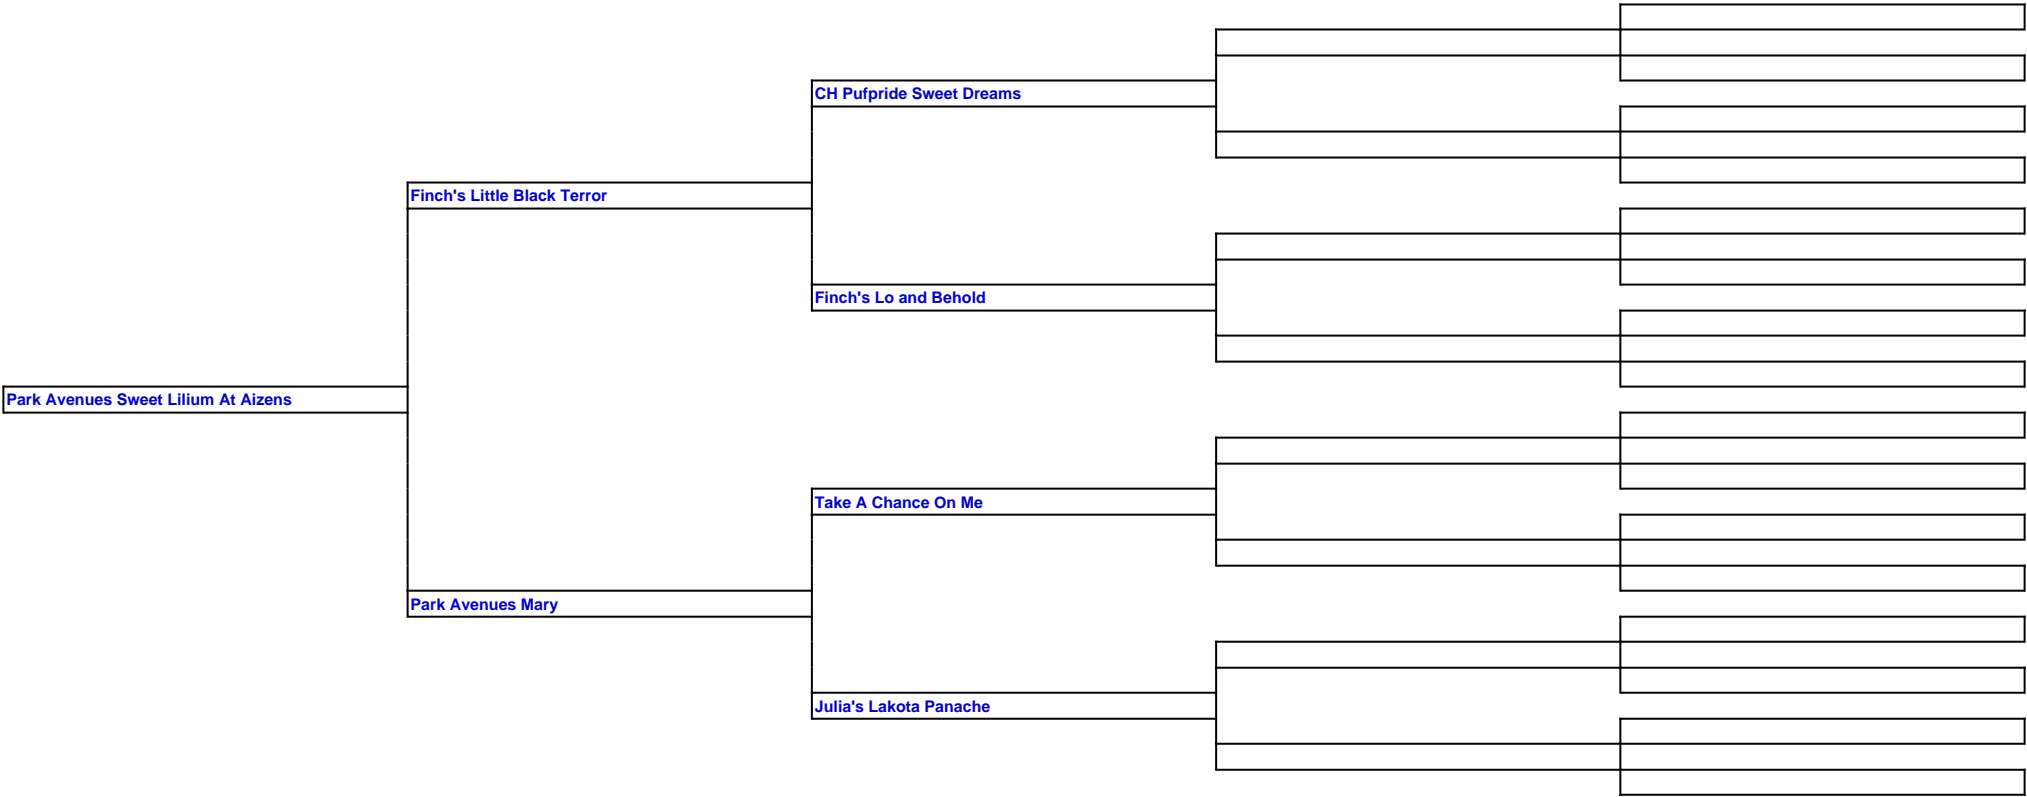 CH Pufpride Sweet Dreams
Finch's Little Black Terror
Finch's Lo and Behold
Park Avenues Sweet Lilium At Aizens
Take A Chance On Me
Park Avenues Mary
Julia's Lakota Panache